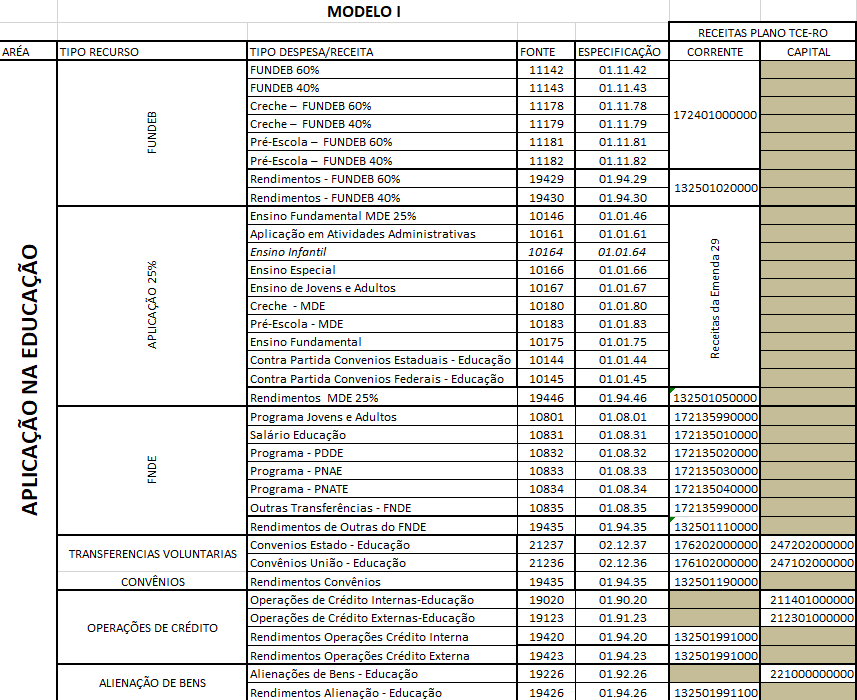 MODELO I
RECEITAS PLANO TCE-RO
ARÉA TIPO RECURSO TIPO DESPESA/RECEITA FONTE ESPECIFICAÇÃO CORRENTE CAPITAL
APLICAÇÃO NA EDUCAÇÃO
FUNDEB
FUNDEB 60% 11142 01.11.42
FUNDEB 40% 11143 01.11.43
Creche – FUNDEB 60% 11178 01.11.78
172401000000
Creche – FUNDEB 40% 11179 01.11.79
Pré-Escola – FUNDEB 60% 11181 01.11.81
Pré-Escola – FUNDEB 40% 11182 01.11.82
Rendimentos - FUNDEB 60% 19429 01.94.29
132501020000
Rendimentos - FUNDEB 40% 19430 01.94.30
APLICAÇÃO 25%
Ensino Fundamental MDE 25% 10146 01.01.46
Receitas da Emenda 29
Aplicação em Atividades Administrativas 10161 01.01.61
Ensino Infantil 10164 01.01.64
Ensino Especial 10166 01.01.66
Ensino de Jovens e Adultos 10167 01.01.67
Creche - MDE 10180 01.01.80
Pré-Escola - MDE 10183 01.01.83
Ensino Fundamental 10175 01.01.75
Contra Partida Convenios Estaduais - Educação 10144 01.01.44
Contra Partida Convenios Federais - Educação 10145 01.01.45
Rendimentos MDE 25% 19446 01.94.46 132501050000
FNDE
Programa Jovens e Adultos 10801 01.08.01 172135990000
Salário Educação 10831 01.08.31 172135010000
Programa - PDDE 10832 01.08.32 172135020000
Programa - PNAE 10833 01.08.33 172135030000
Programa - PNATE 10834 01.08.34 172135040000
Outras Transferências - FNDE 10835 01.08.35 172135990000
Rendimentos de Outras do FNDE 19435 01.94.35 132501110000
TRANSFERENCIAS VOLUNTARIAS
Convenios Estado - Educação 21237 02.12.37 176202000000 247202000000
Convênios União - Educação 21236 02.12.36 176102000000 247102000000
CONVÊNIOS Rendimentos Convênios 19435 01.94.35 132501190000
OPERAÇÕES DE CRÉDITO
Operações de Crédito Internas-Educação 19020 01.90.20 211401000000
Operações de Crédito Externas-Educação 19123 01.91.23 212301000000
Rendimentos Operações Crédito Interna 19420 01.94.20 132501991000
Rendimentos Operações Crédito Externa 19423 01.94.23 132501991000
ALIENAÇÃO DE BENS
Alienações de Bens - Educação 19226 01.92.26 221000000000
Rendimentos Alienação - Educação 19426 01.94.26 132501991100